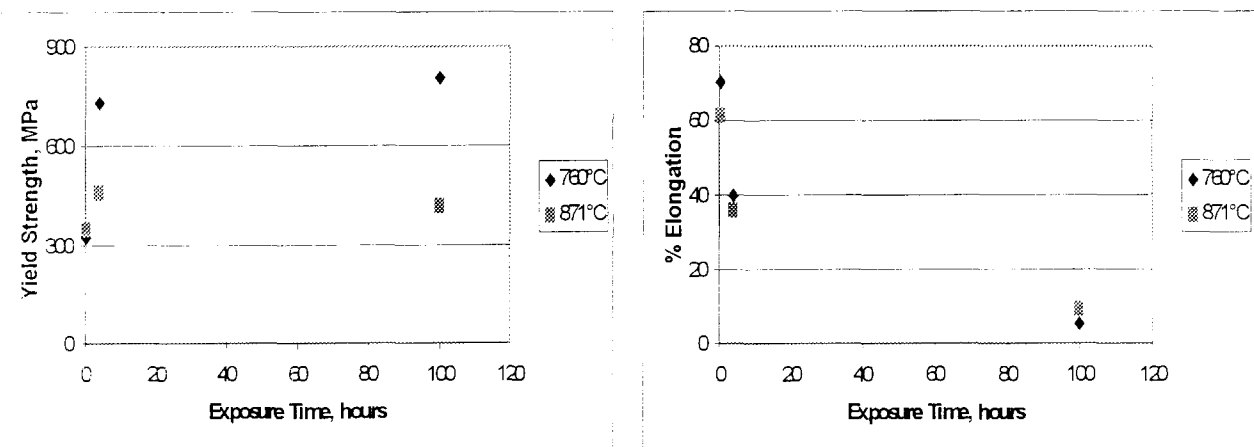 900
600
300
0
Yield Strength, MPa
0 20 40 60 80 100 120
Exposure Time, hours
760°C
871°C
80
60
40
20
0
% Elongation
0 20 40 60 80 100 120
Exposure Time, hours
760°C
871°C